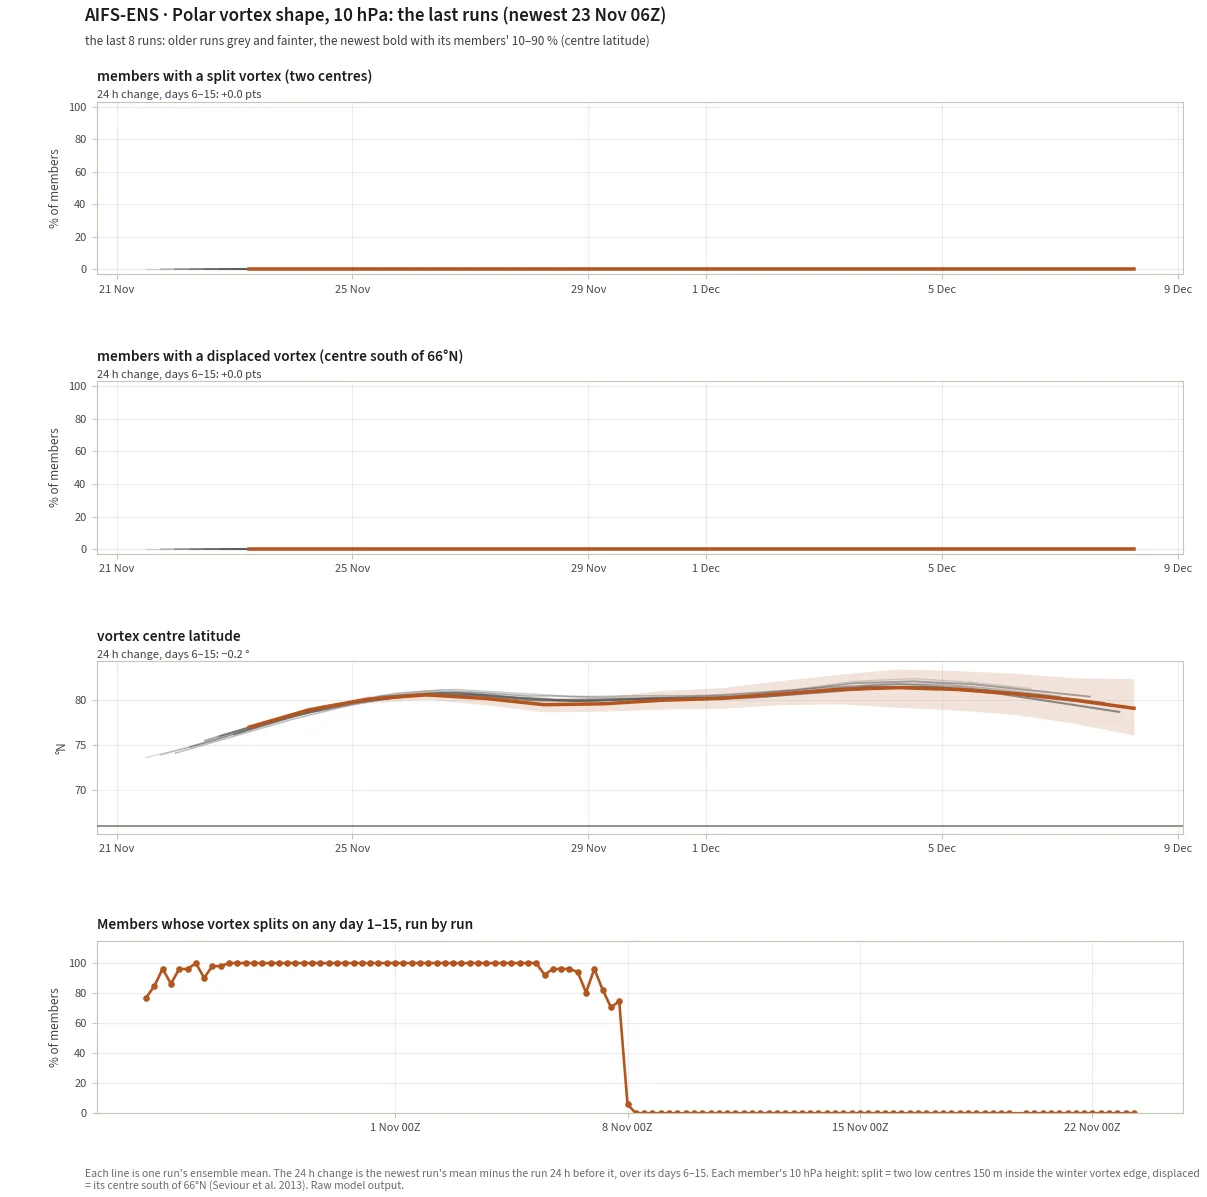 AIFS-ENS · Polar vortex shape, 10 hPa: the last runs (newest 23 Nov 06Z)
the last 8 runs: older runs grey and fainter, the newest bold with its members' 10–90 % (centre latitude)
members with a split vortex (two centres)
24 h change, days 6–15: +0.0 pts
100
80
60
40
20
0
% of members
21 Nov 25 Nov 29 Nov 1 Dec 5 Dec 9 Dec
members with a displaced vortex (centre south of 66°N)
24 h change, days 6–15: +0.0 pts
100
80
60
40
20
0
% of members
21 Nov 25 Nov 29 Nov 1 Dec 5 Dec 9 Dec
vortex centre latitude
24 h change, days 6–15: −0.2 °
80
75
70
°N
21 Nov 25 Nov 29 Nov 1 Dec 5 Dec 9 Dec
Members whose vortex splits on any day 1–15, run by run
100
80
60
40
20
0
% of members
1 Nov 00Z 8 Nov 00Z 15 Nov 00Z 22 Nov 00Z
Each line is one run's ensemble mean. The 24 h change is the newest run's mean minus the run 24 h before it, over its days 6–15. Each member's 10 hPa height: split = two low centres 150 m inside the winter vortex edge, displaced
= its centre south of 66°N (Seviour et al. 2013). Raw model output.